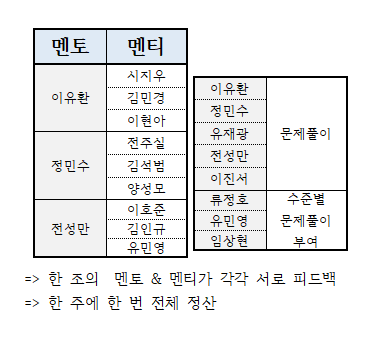 멘토 멘티
이유환
시지우
김민경
이현아
정민수
전주실
김석범
양성모
전성만
이호준
김인규
유민영
이유환
정민수
유재광
전성만
이진서
문제풀이
류정호
유민영
임상현
수준별
문제풀이
부여
=> 한 조의 멘토 & 멘티가 각각 서로 피드백
=> 한 주에 한 번 전체 정산